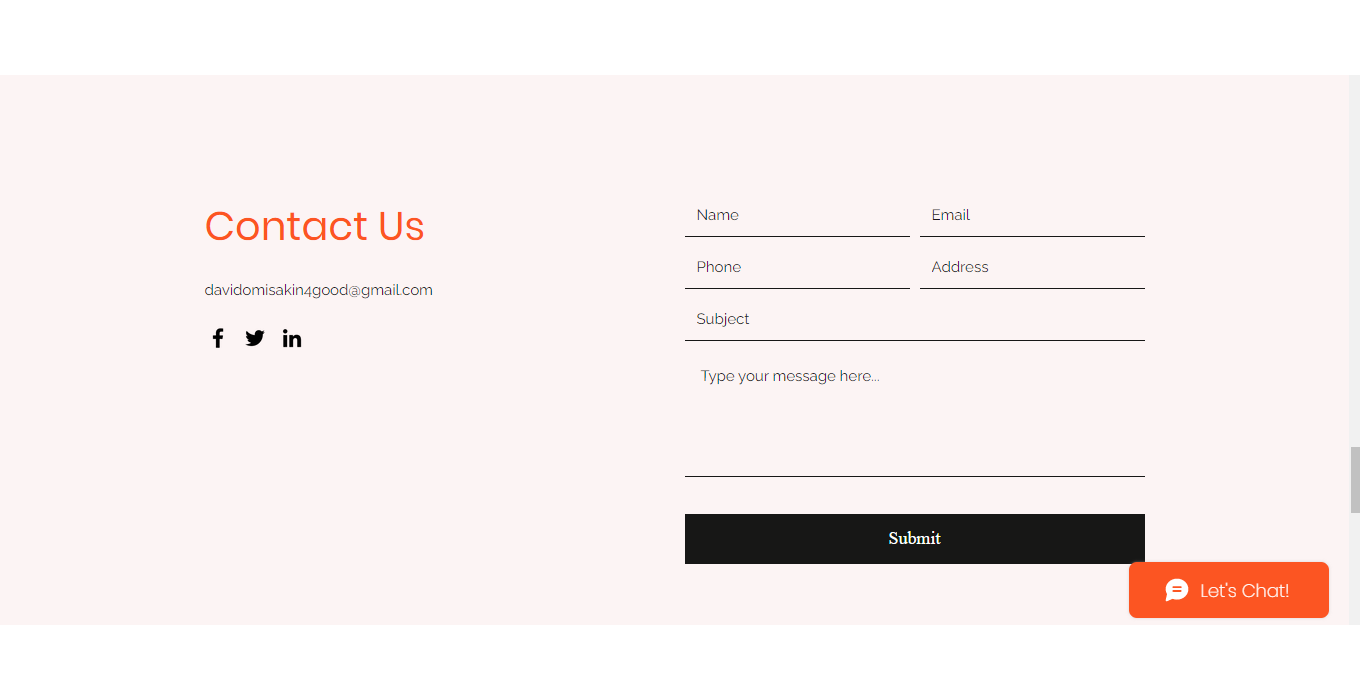 Contact Us
davidomisakin4good@gmail.com
Name
Email
Phone
Address
Subject
Type your message here...
Submit
Let's Chat!